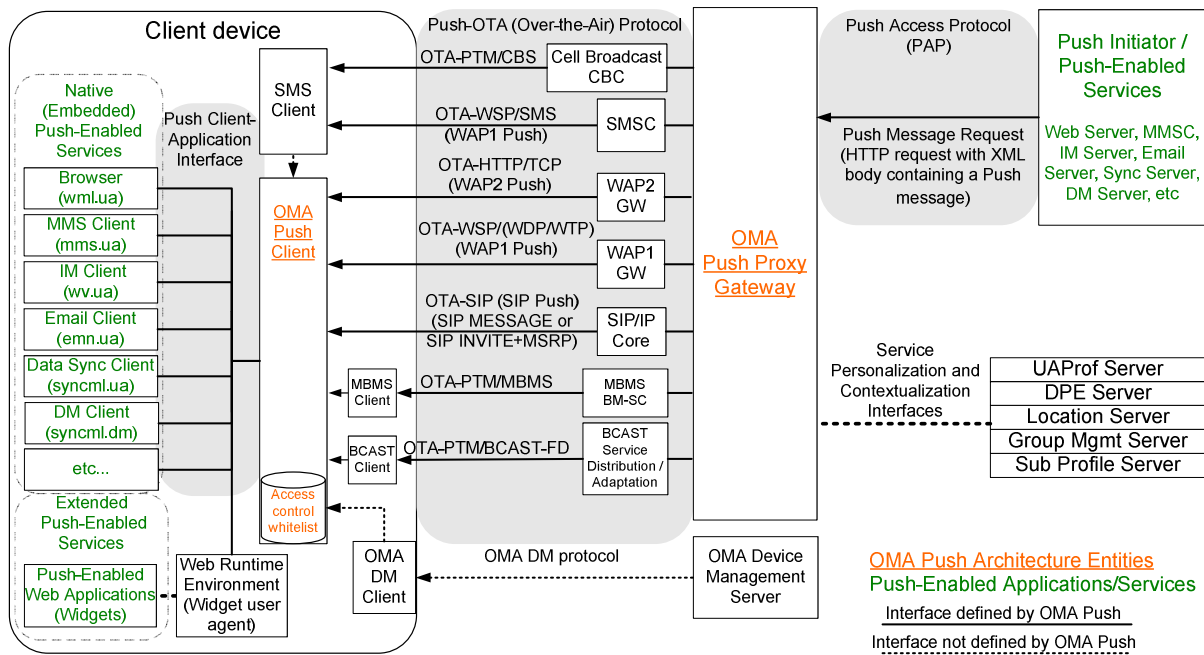 Client device
Native
(Embedded)
Push-Enabled
Services
Browser
(wml.ua)
MMS Client
(mms.ua)
IM Client
(wv.ua)
Email Client
(emn.ua)
Data Sync Client
(syncml.ua)
DM Client
(syncml.dm)
etc...
Extended
Push-Enabled
Services
Push-Enabled
Web Applications
(Widgets)
Push Client-
Application
Interface
Web Runtime
Environment
(Widget user
agent)
SMS
Client
OMA
Push
Client
Access
control
whitelist
MBMS
Client
BCAST
Client
OMA
DM
Client
Push-OTA (Over-the-Air) Protocol
OTA-PTM/CBS
Cell Broadcast
CBC
OTA-WSP/SMS
(WAP1 Push)
SMSC
OTA-HTTP/TCP
(WAP2 Push)
WAP2
GW
OTA-WSP/(WDP/WTP)
(WAP1 Push)
WAP1
GW
OTA-SIP (SIP Push)
(SIP MESSAGE or
SIP INVITE+MSRP)
SIP/IP
Core
OTA-PTM/MBMS
MBMS
BM-SC
OTA-PTM/BCAST-FD
BCAST
Service
Distribution /
Adaptation
OMA DM protocol
OMA
Push Proxy
Gateway
OMA Device
Management
Server
Push Access Protocol
(PAP)
Push Message Request
(HTTP request with XML
body containing a Push
message)
Push Initiator /
Push-Enabled
Services
Web Server, MMSC,
IM Server, Email
Server, Sync Server,
DM Server, etc
Service
Personalization and
Contextualization
Interfaces
UAProf Server
DPE Server
Location Server
Group Mgmt Server
Sub Profile Server
OMA Push Architecture Entities
Push-Enabled Applications/Services
Interface defined by OMA Push
Interface not defined by OMA Push